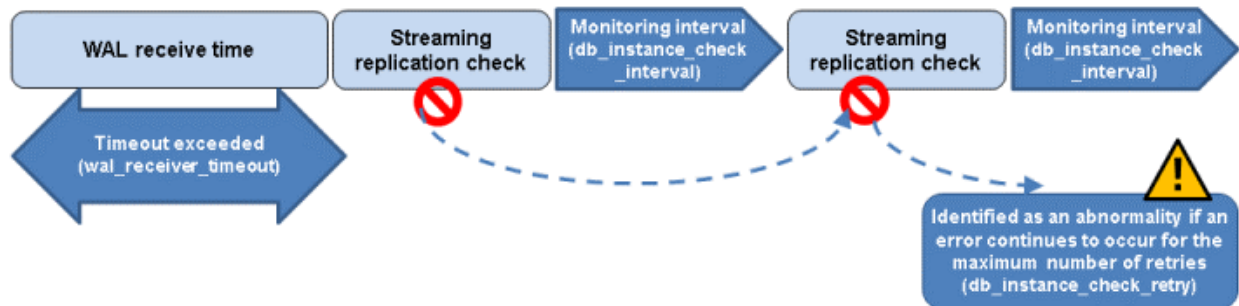 WAL receive time
Streaming
replication check
Monitoring interval
(db_instance_check
_interval)
Streaming
replication check
Monitoring interval
(db_instance_check
_interval)
Timeout exceeded
(wal_receiver_timeout)
Identified as an abnormality if an
error continues to occur for the
maximum number of retries
(db_instance_check_retry)